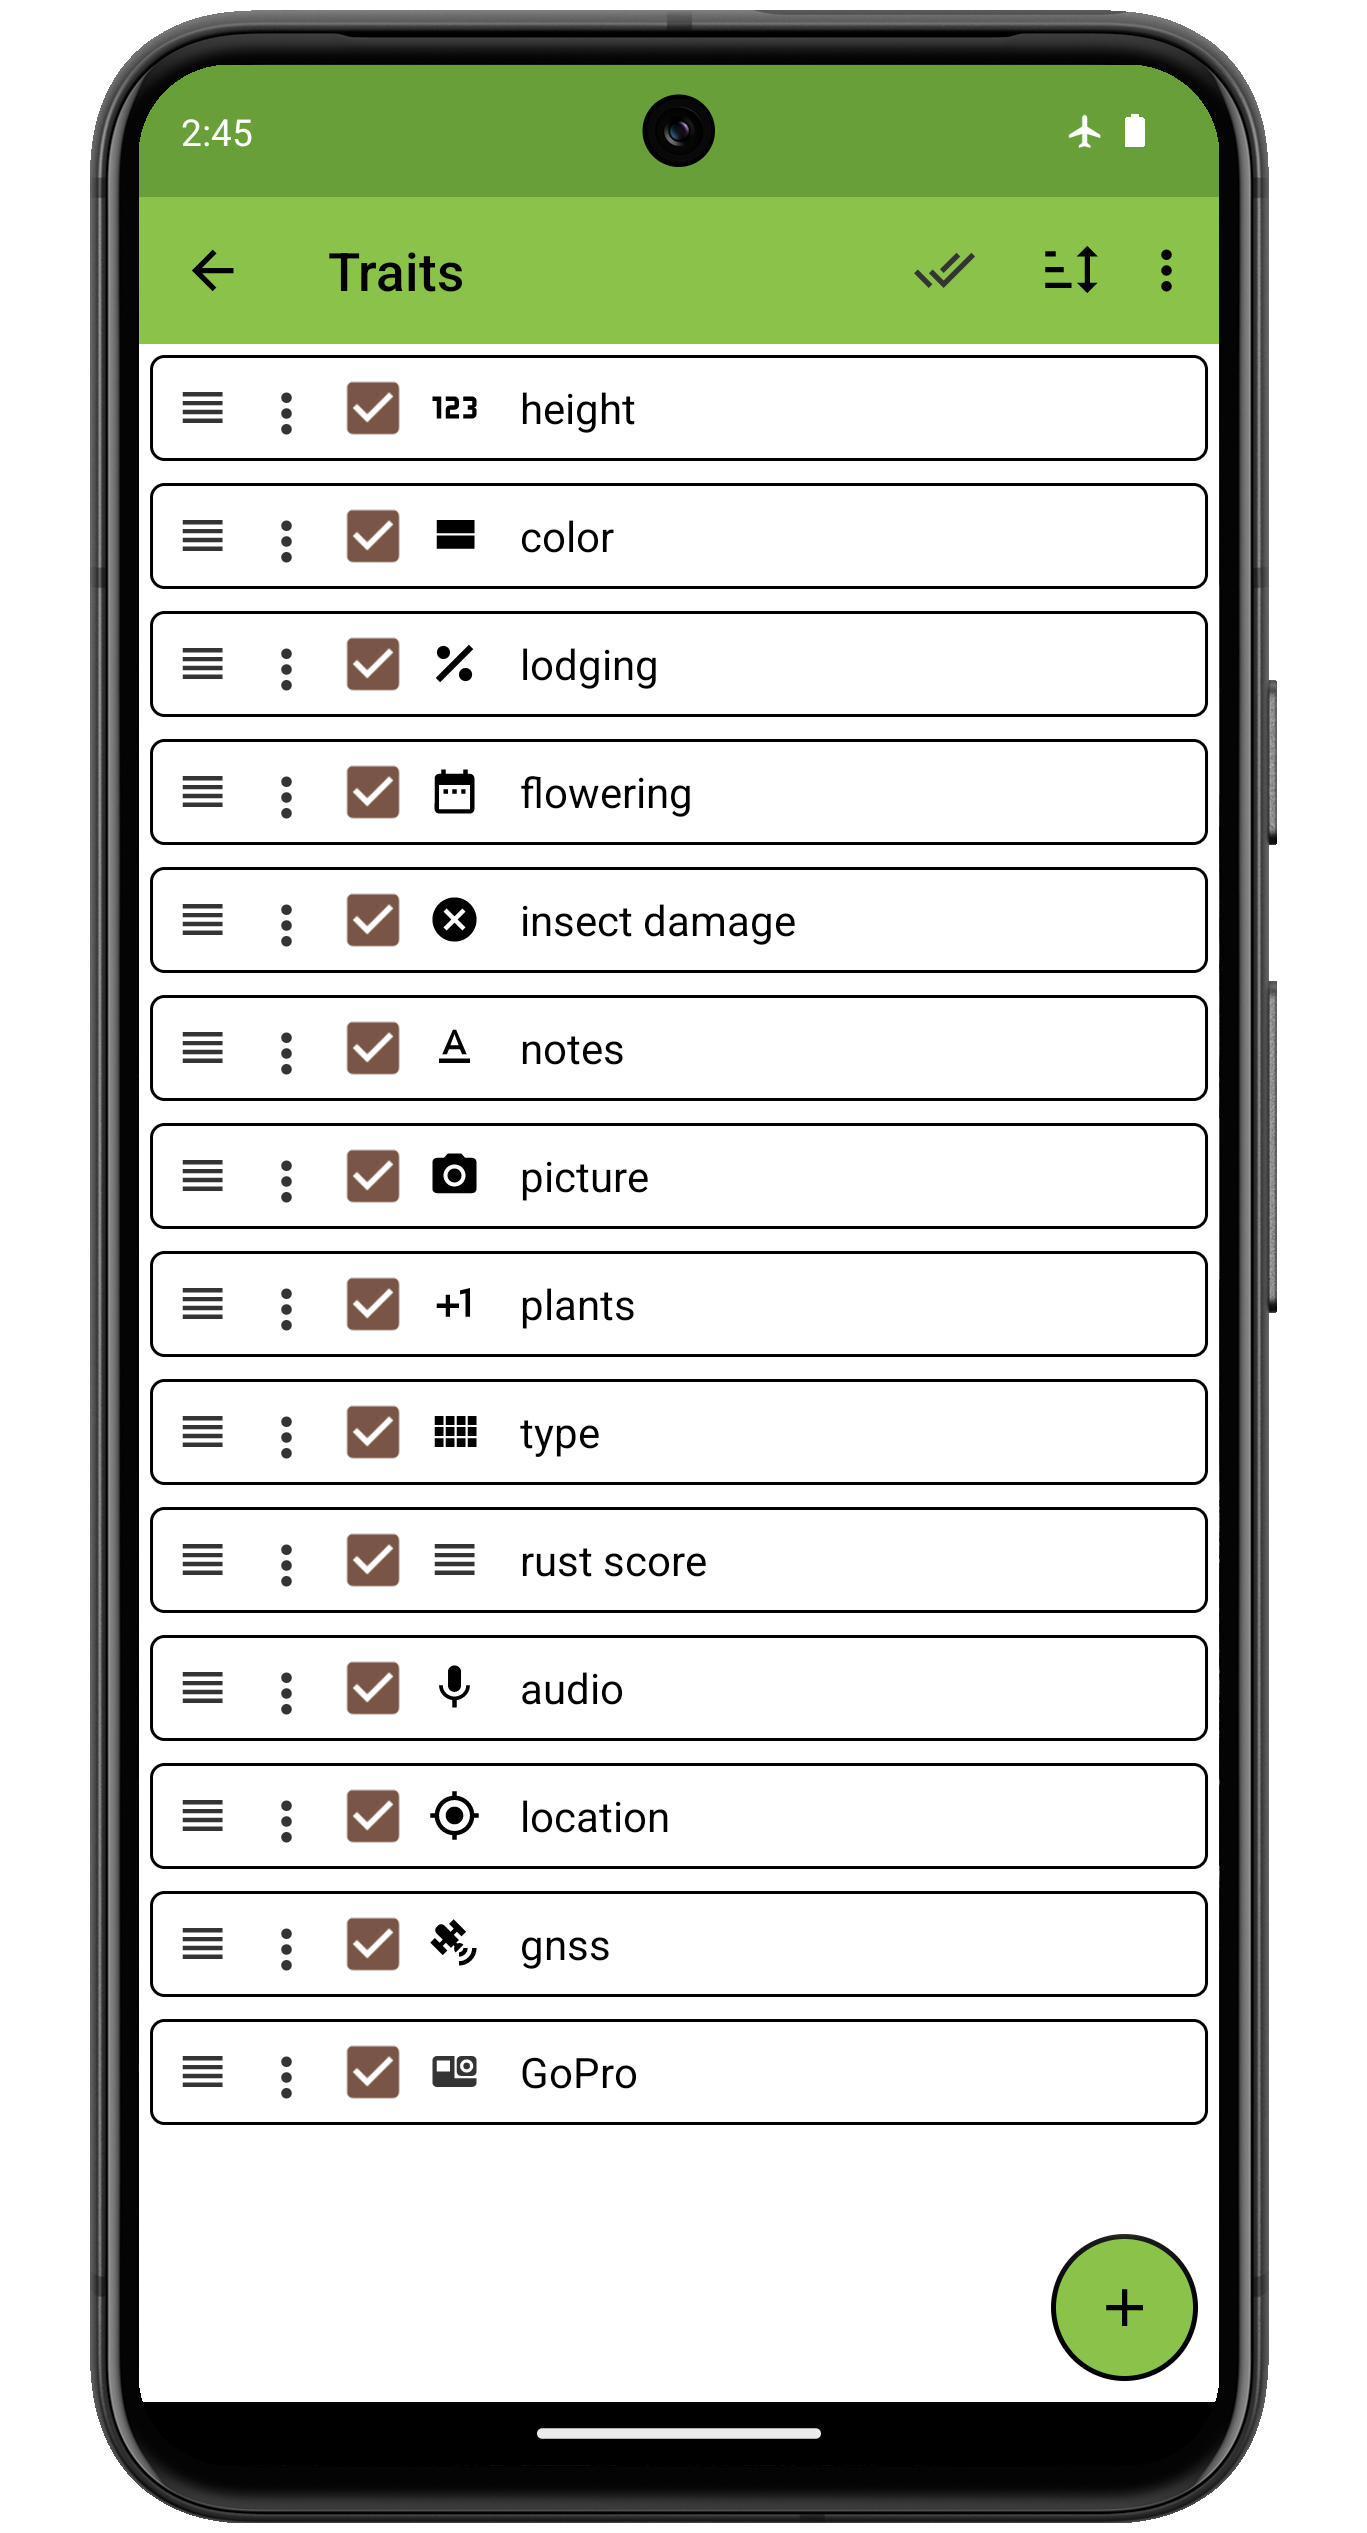 2:45
Traits
123 height
color
lodging
flowering
insect damage
A notes
picture
+1 plants
type
rust score
audio
location
gnss
GoPro